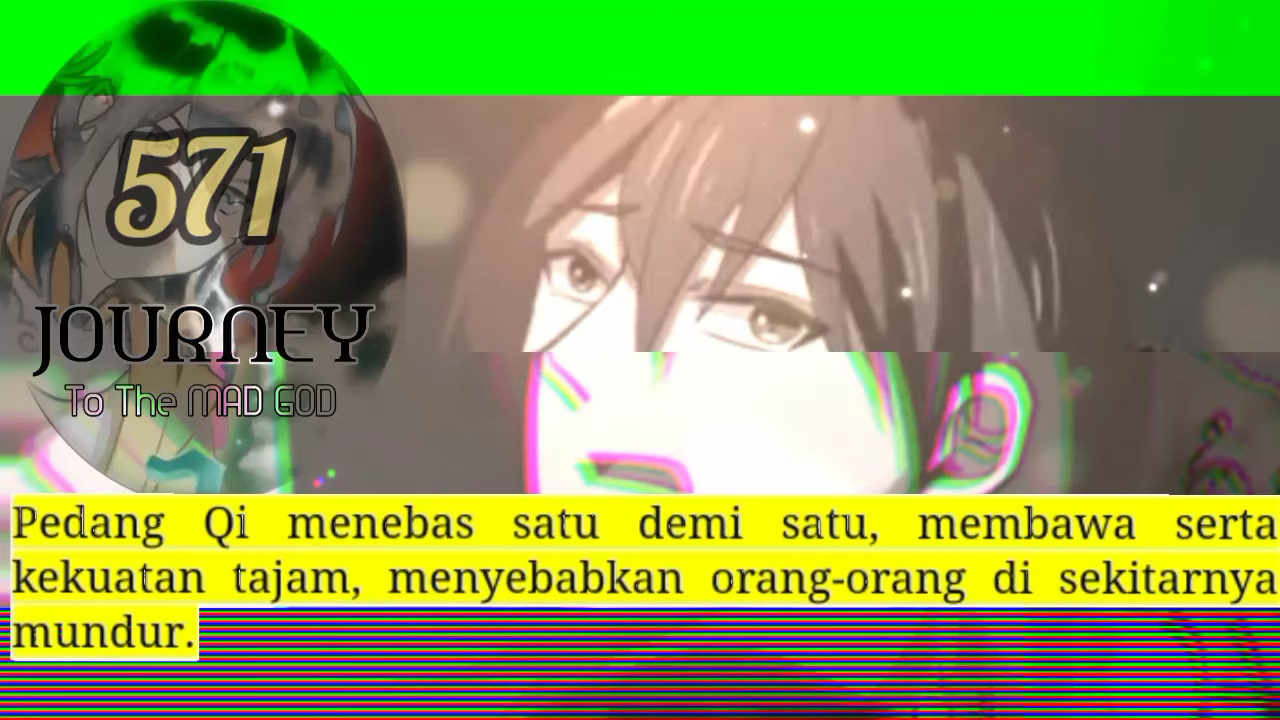 571
JOURNEY
To The MAD GOD
Pedang Qi menebas satu demi satu, membawa serta
kekuatan tajam, menyebabkan orang-orang di sekitarnya
mundur.